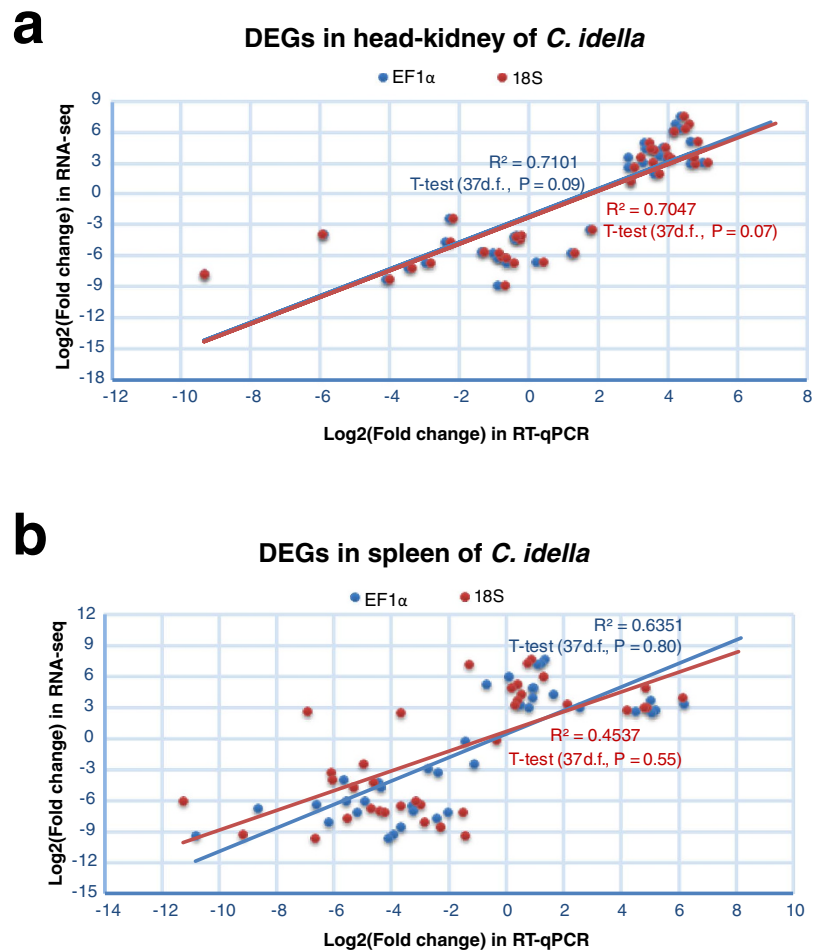 a
DEGs in head-kidney of C. idella
EF1α 18S
Log2(Fold change) in RNA-seq
9
6
3
0
-3
-6
-9
-12
-15
-18
R² = 0.7101
T-test (37d.f., P = 0.09)
R² = 0.7047
T-test (37d.f., P = 0.07)
-12 -10 -8 -6 -4 -2 0 2 4 6 8
Log2(Fold change) in RT-qPCR
b
DEGs in spleen of C. idella
EF1α 18S
Log2(Fold change) in RNA-seq
12
9
6
3
0
-3
-6
-9
-12
-15
R² = 0.6351
T-test (37d.f., P = 0.80)
R² = 0.4537
T-test (37d.f., P = 0.55)
-14 -12 -10 -8 -6 -4 -2 0 2 4 6 8 10
Log2(Fold change) in RT-qPCR